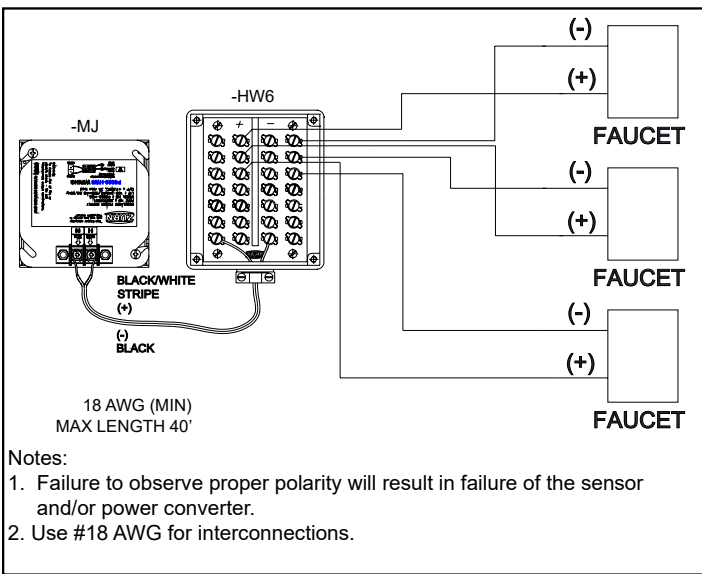 (-)
-HW6
(+)
-MJ
+ −
FAUCET
(-)
ZURN
(+)
BLACK/WHITE
STRIPE
(+)
FAUCET
(-)
(-)
BLACK
(+)
18 AWG (MIN)
MAX LENGTH 40’
FAUCET
Notes:
1. Failure to observe proper polarity will result in failure of the sensor
and/or power converter.
2. Use #18 AWG for interconnections.